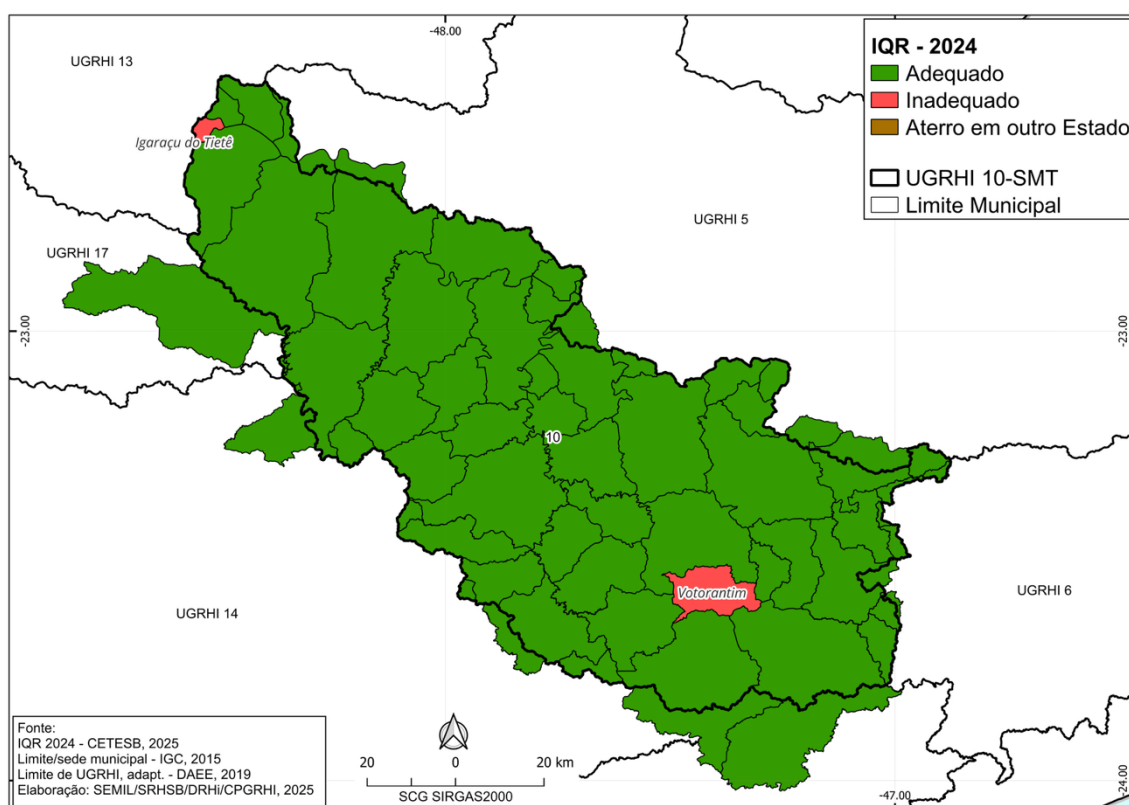 -48.00
UGRHI 13
IQR - 2024
Adequado
Inadequado
Aterro em outro Estado
UGRHI 10-SMT
Limite Municipal
Igaraçu do Tietê
UGRHI 5
UGRHI 17
-23.00
-23.00
10
UGRHI 14
Votorantim
UGRHI 6
Fonte:
IQR 2024 - CETESB, 2025
Limite/sede municipal - IGC, 2015
Limite de UGRHI, adapt. - DAEE, 2019
Elaboração: SEMIL/SRHSB/DRHi/CPGRHI, 2025
20 0 20 km
SCG SIRGAS2000
-47.00
-24.00